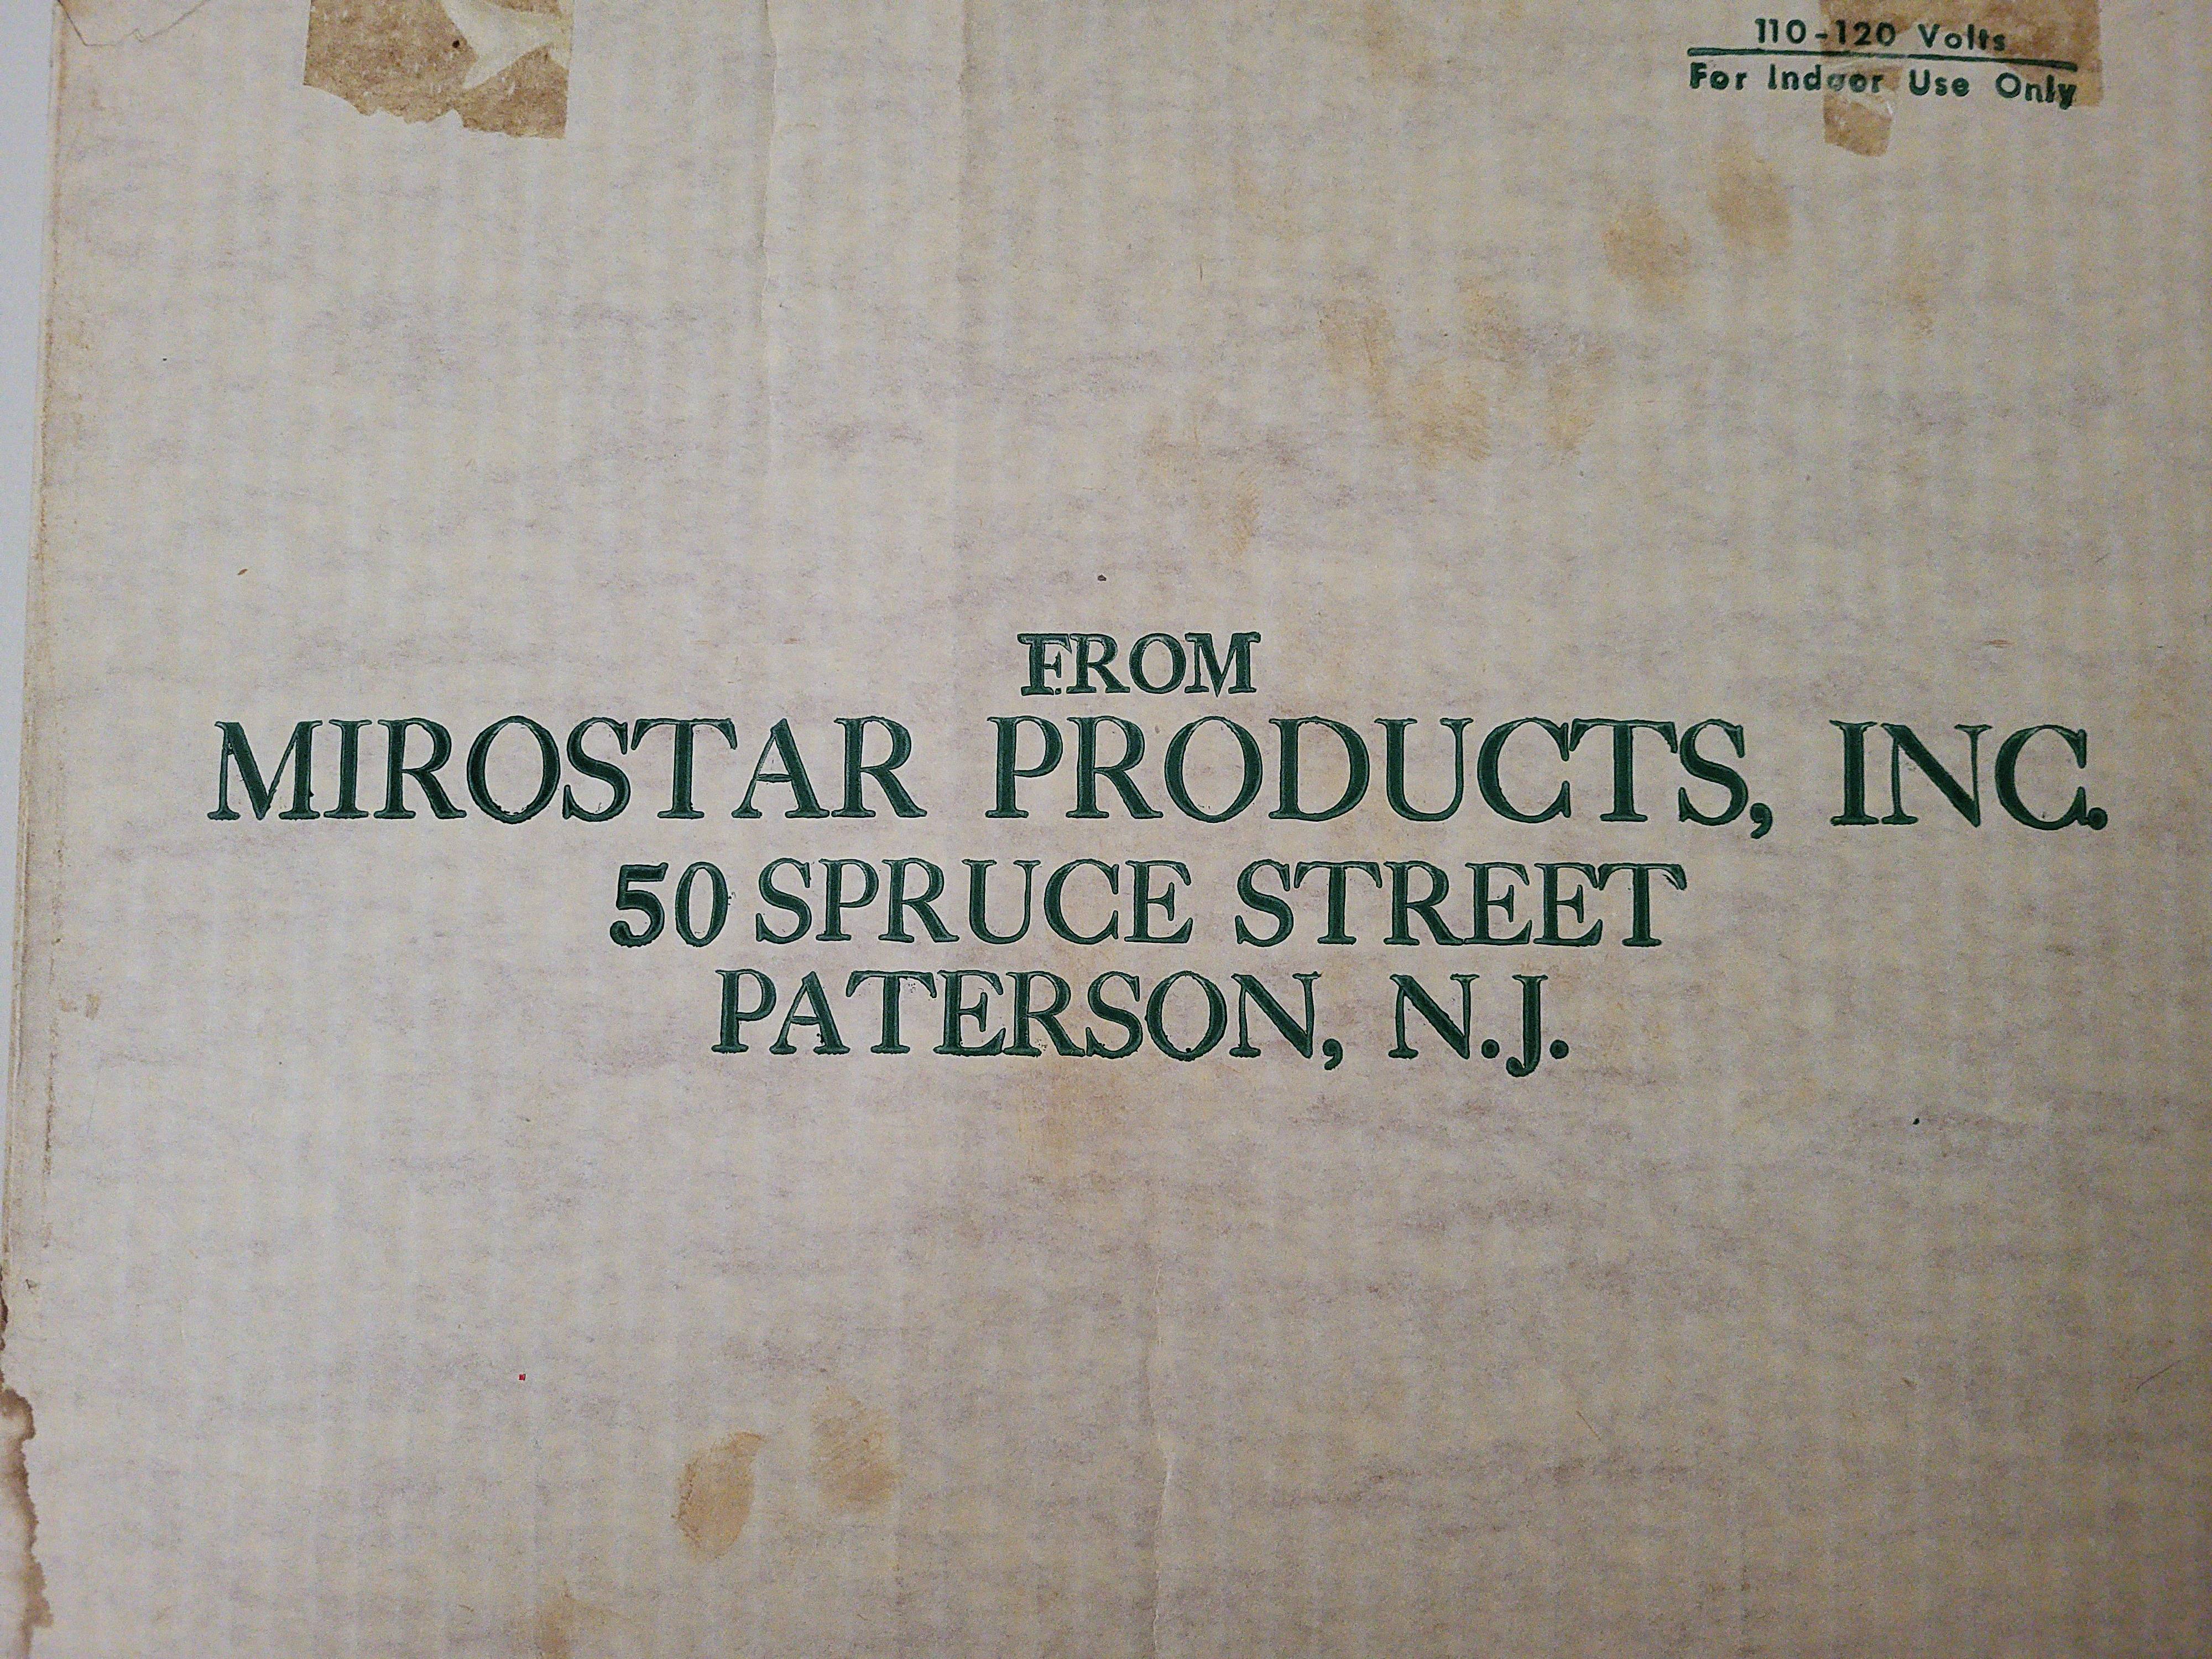 110-120 Volts
For Indoor Use Only
FROM
MIROSTAR PRODUCTS, INC.
50 SPRUCE STREET
PATERSON, N.J.